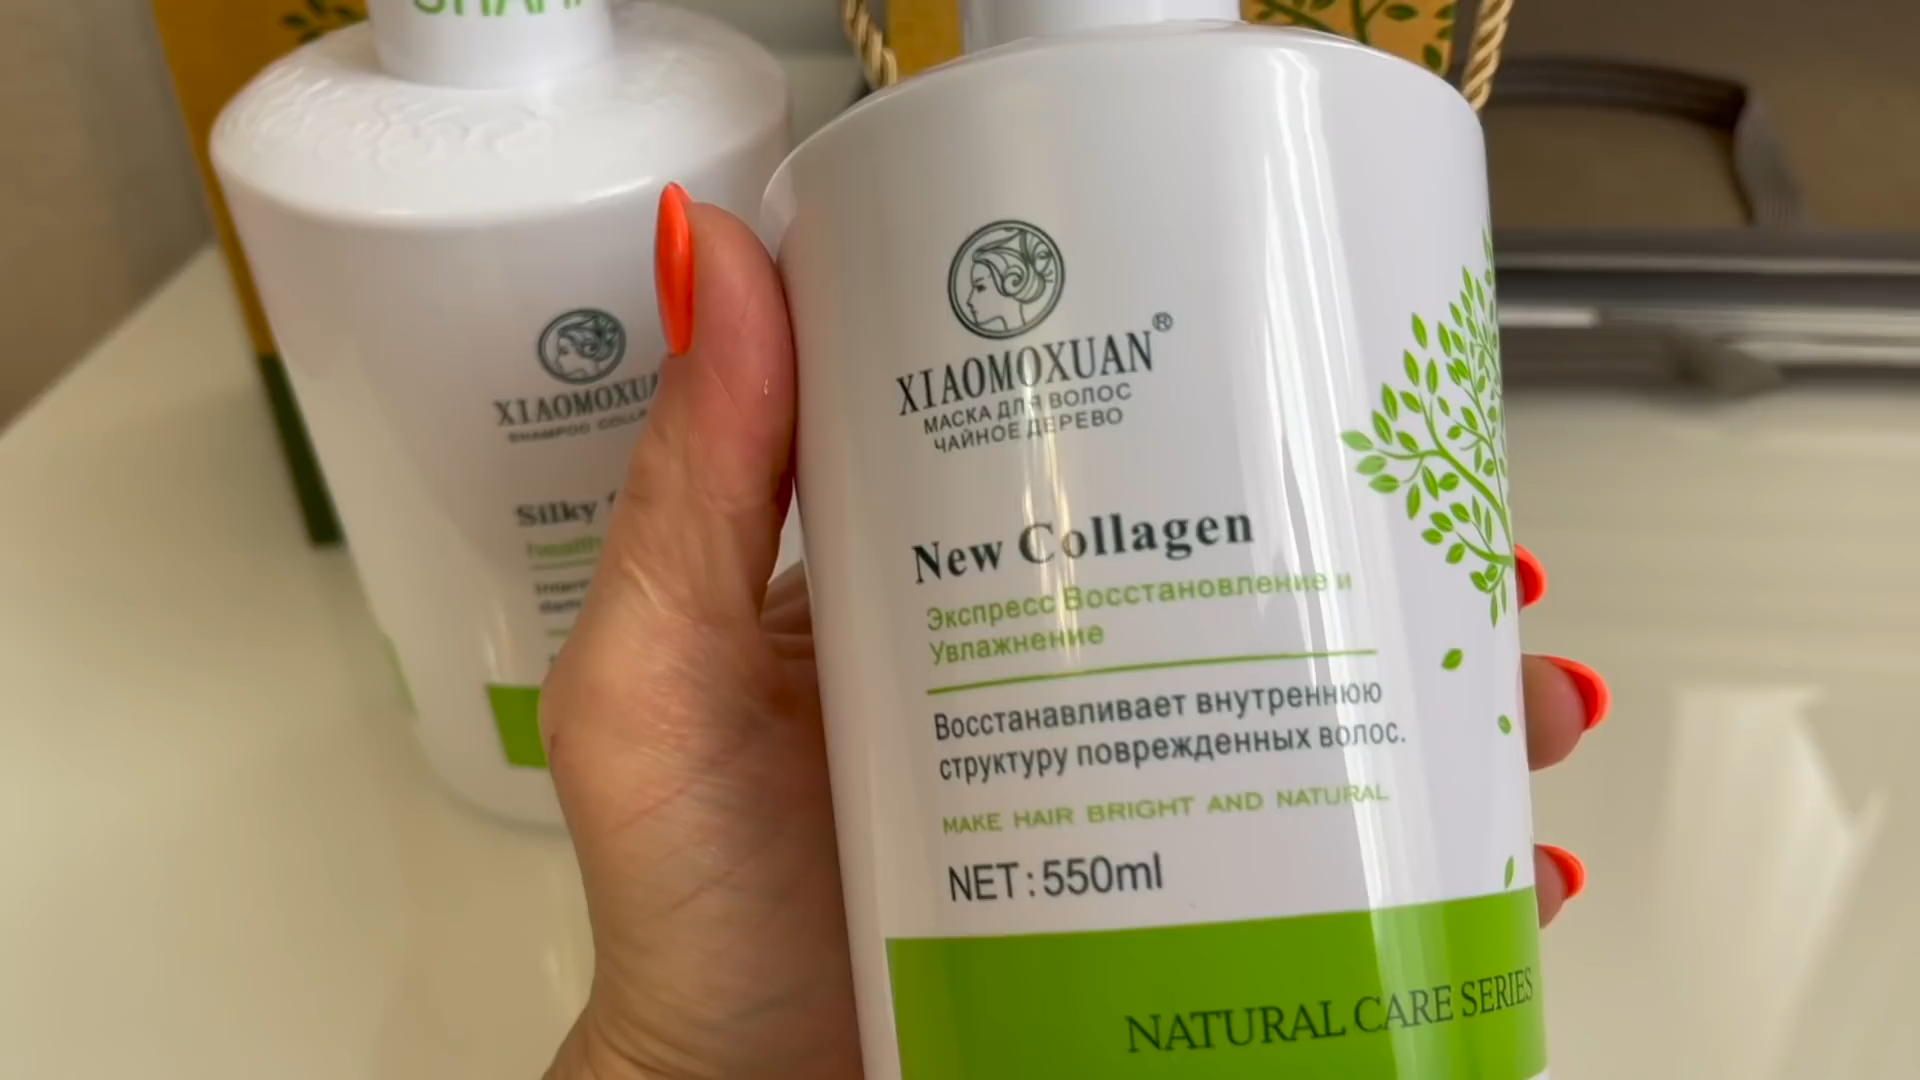 XIAOMOXUAN
SHAMPOO
Silky
XIAOMOXUAN®
МАСКА ДЛЯ ВОЛОС
ЧАЙНОЕ ДЕРЕВО
New Collagen
Экспресс Восстановление и
Увлажнение
Восстанавливает внутреннюю
структуру поврежденных волос.
MAKE HAIR BRIGHT AND NATURAL
NET:550ml
NATURAL CARE SERIES